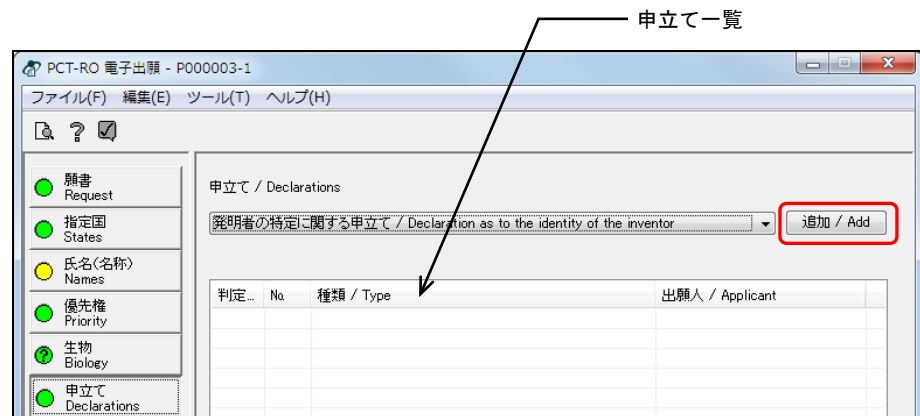 申立て一覧
PCT-RO 電子出願 - P000003-1
ファイル(F) 編集(E) ツール(T) ヘルプ(H)
願書
Request
指定国
States
氏名(名称)
Names
優先権
Priority
生物
Biology
申立て
Declarations
申立て / Declarations
発明者の特定に関する申立て / Declaration as to the identity of the inventor
追加 / Add
判定... No. 種類 / Type 出願人 / Applicant